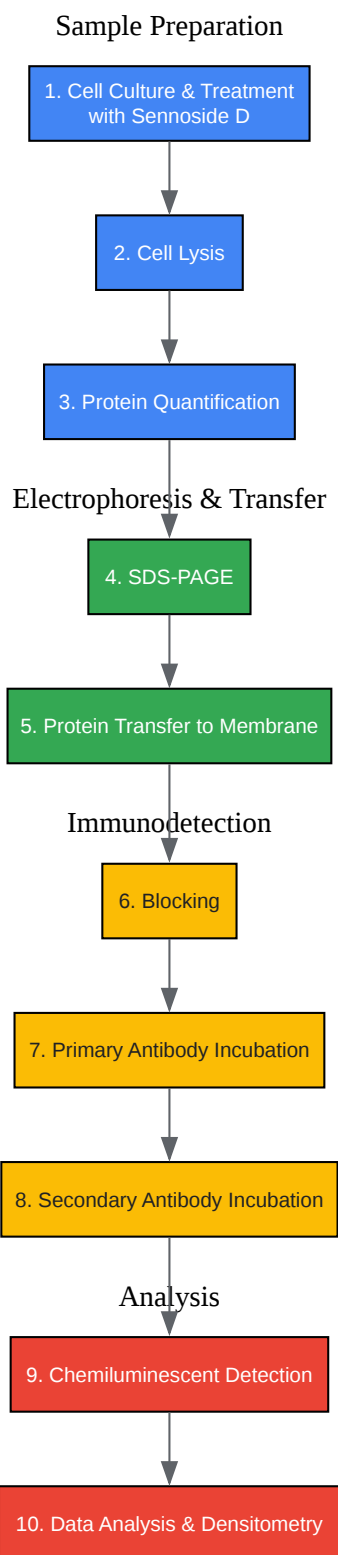 Sample Preparation
1. Cell Culture & Treatment
with Sennoside D
2. Cell Lysis
3. Protein Quantification
Electrophoresis & Transfer
4. SDS-PAGE
5. Protein Transfer to Membrane
Immunodetection
6. Blocking
7. Primary Antibody Incubation
8. Secondary Antibody Incubation
Analysis
9. Chemiluminescent Detection
10. Data Analysis & Densitometry